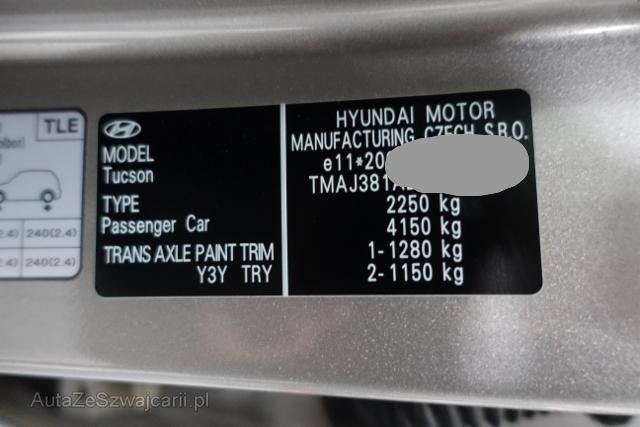 TLE
240(2.4)
240(2.4)
MODEL
Tucson
TYPE
Passenger Car
TRANS AXLE PAINT TRIM
Y3Y TRY
HYUNDAI MOTOR
MANUFACTURING CZECH S.R.O.
e11*20
TMAJ381A
2250 kg
4150 kg
1-1280 kg
2-1150 kg
AutaZeSzwajcarii.pl